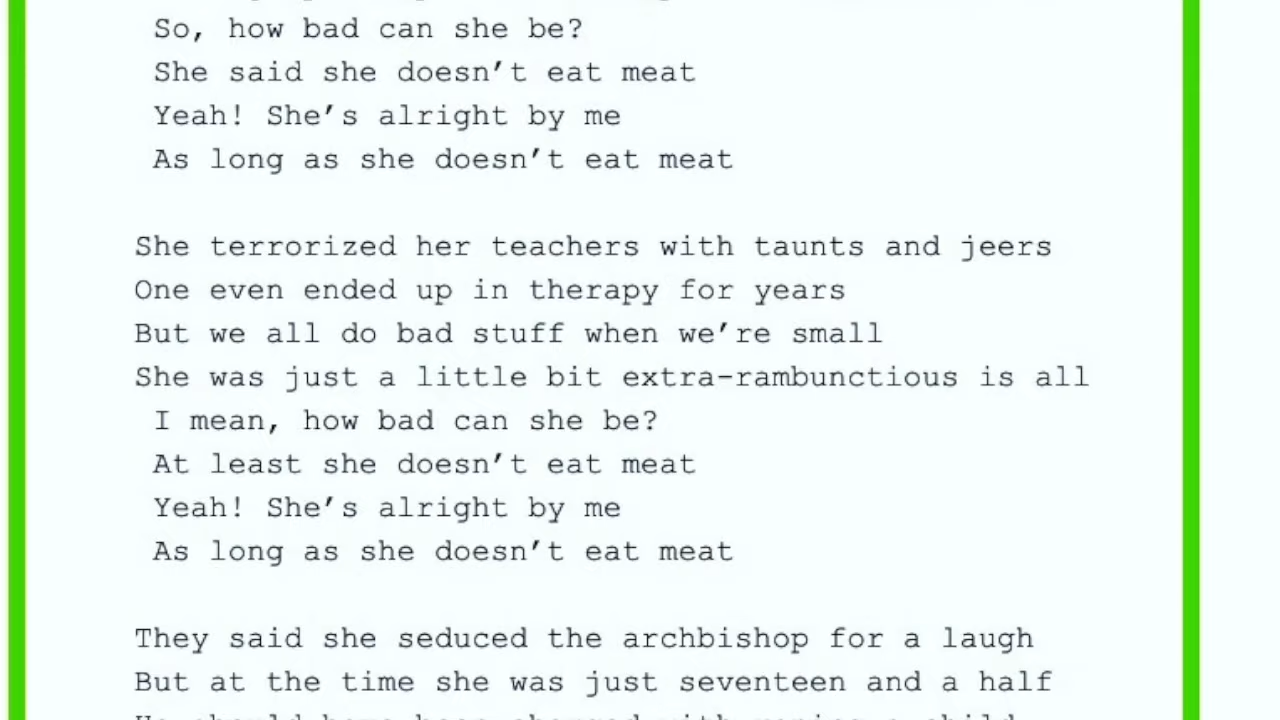 So, how bad can she be?
She said she doesn’t eat meat
Yeah! She’s alright by me
As long as she doesn’t eat meat
She terrorized her teachers with taunts and jeers
One even ended up in therapy for years
But we all do bad stuff when we’re small
She was just a little bit extra-rambunctious is all
I mean, how bad can she be?
At least she doesn’t eat meat
Yeah! She’s alright by me
As long as she doesn’t eat meat
They said she seduced the archbishop for a laugh
But at the time she was just seventeen and a half